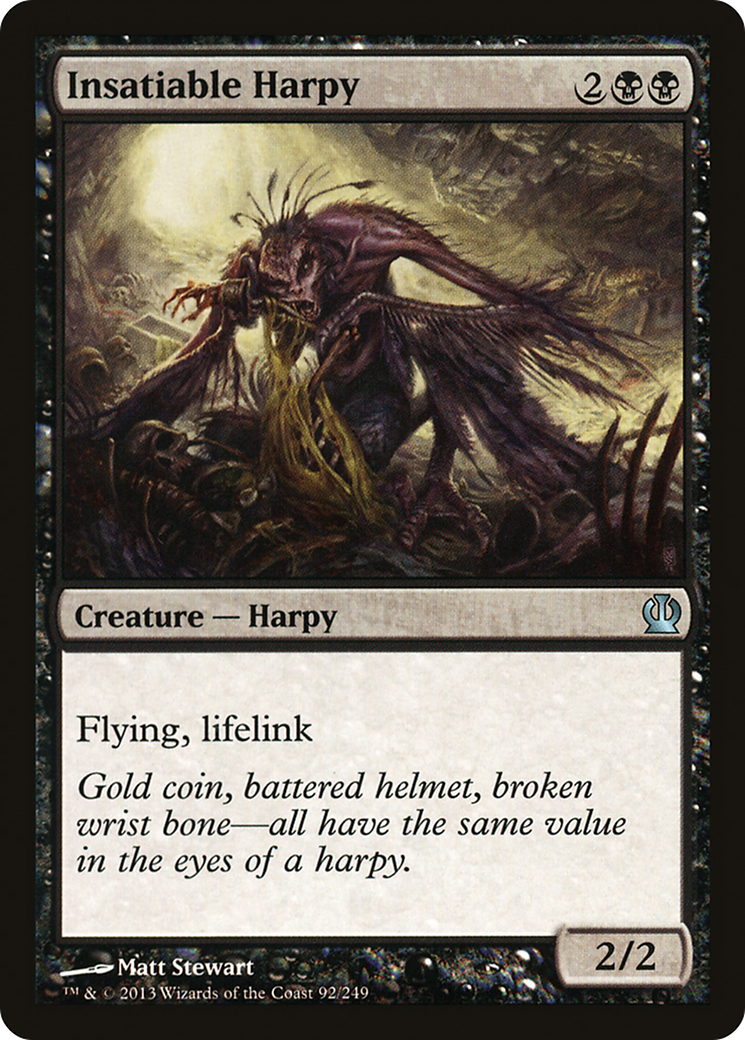 Insatiable Harpy 2
Creature — Harpy
Flying, lifelink
Gold coin, battered helmet, broken
wrist bone—all have the same value
in the eyes of a harpy.
2/2
Matt Stewart
™ & © 2013 Wizards of the Coast 92/249